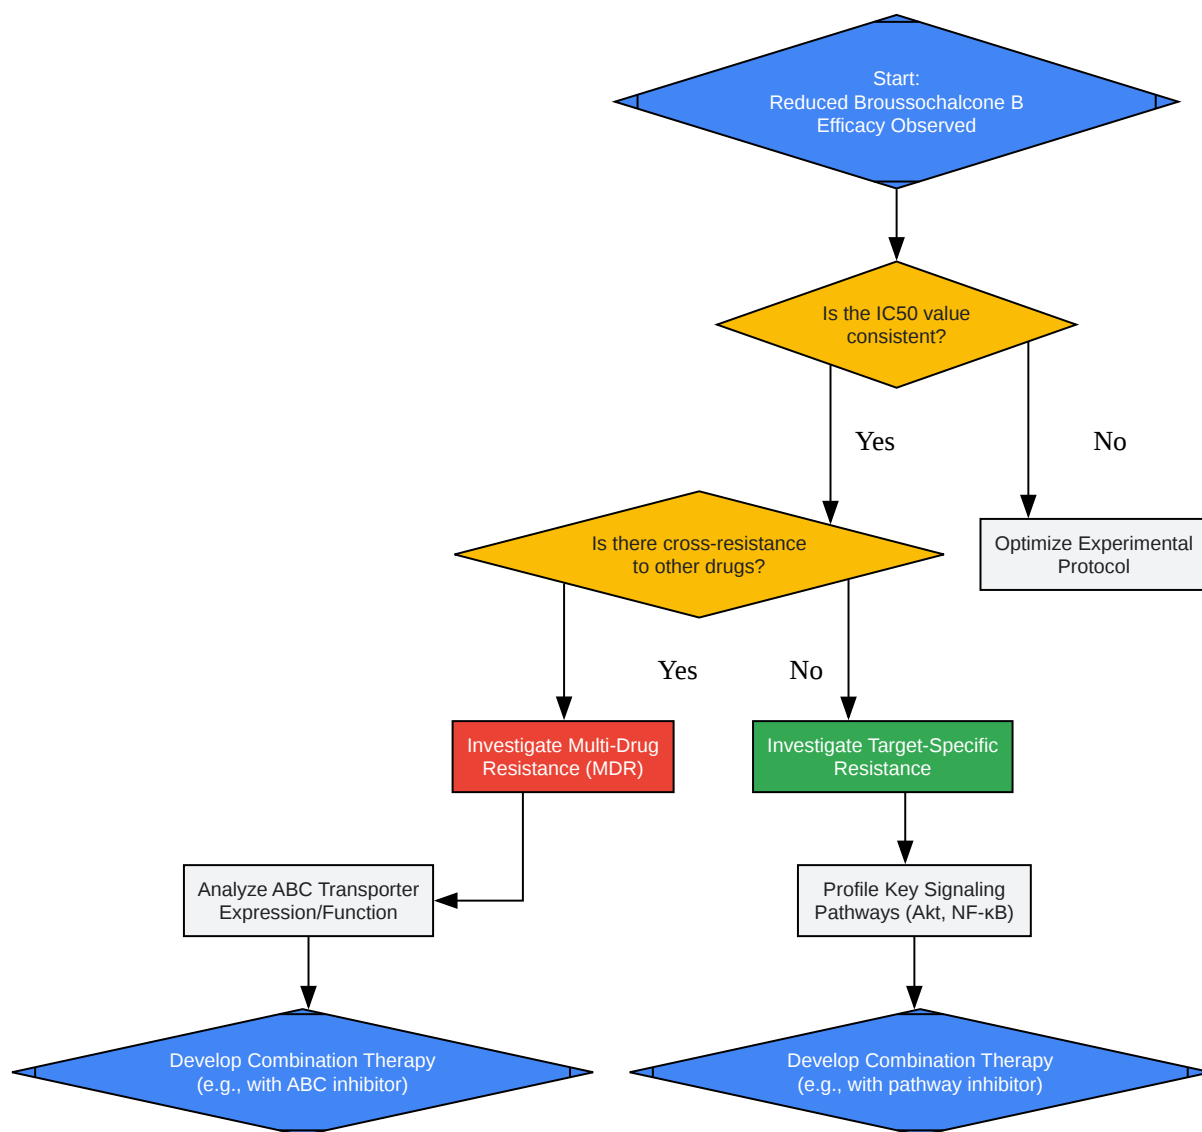 Start:
Reduced Broussochalcone B
Efficacy Observed
Is the IC50 value
consistent?
Yes
No
Is there cross-resistance
to other drugs?
Optimize Experimental
Protocol
Yes
No
Investigate Multi-Drug
Resistance (MDR)
Investigate Target-Specific
Resistance
Analyze ABC Transporter
Expression/Function
Profile Key Signaling
Pathways (Akt, NF-κB)
Develop Combination Therapy
(e.g., with ABC inhibitor)
Develop Combination Therapy
(e.g., with pathway inhibitor)